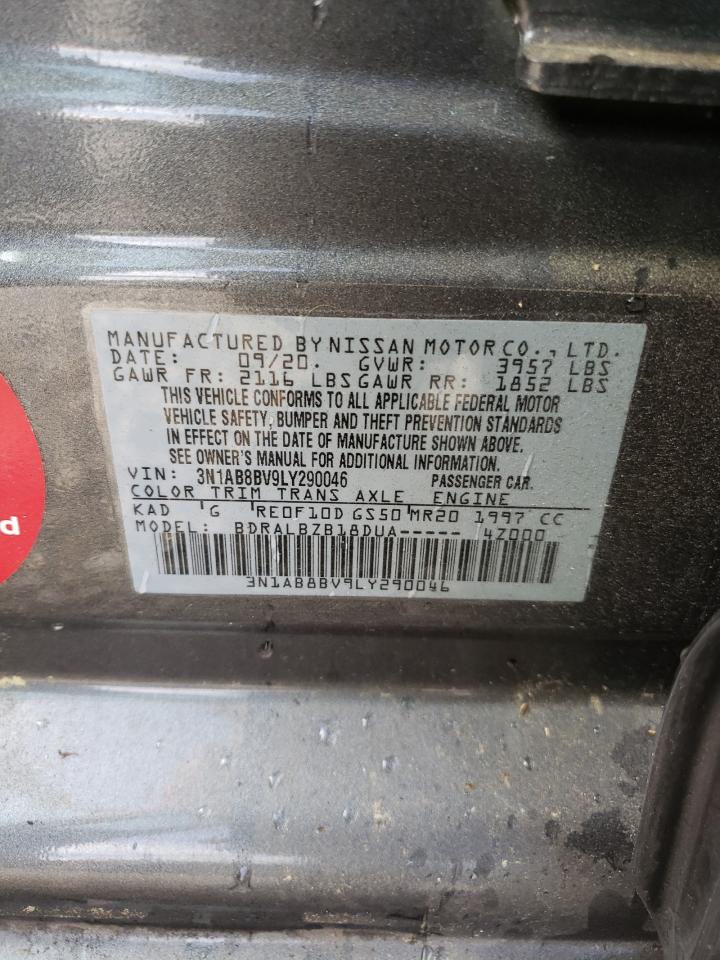 MANUFACTURED BY NISSAN MOTOR CO., LTD.
DATE: 09/20. GVWR: 3957 LBS
GAWR FR: 2116 LBS GAWR RR: 1852 LBS
THIS VEHICLE CONFORMS TO ALL APPLICABLE FEDERAL MOTOR
VEHICLE SAFETY, BUMPER AND THEFT PREVENTION STANDARDS
IN EFFECT ON THE DATE OF MANUFACTURE SHOWN ABOVE.
SEE OWNER'S MANUAL FOR ADDITIONAL INFORMATION.
VIN: 3N1AB8BV9LY290046 PASSENGER CAR.
COLOR TRIM TRANS AXLE ENGINE
KAD G RE0F10D GS50 MR20 1997 CC
MODEL: BDRALBZB18DUA----- 4Z000
3N1AB8BV9LY290046